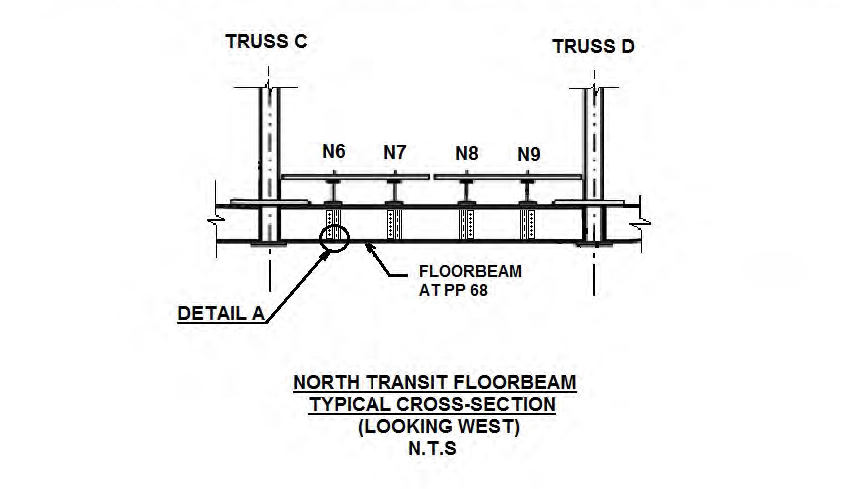 TRUSS C
TRUSS D
N6 N7 N8 N9
FLOORBEAM
AT PP 68
DETAIL A
NORTH TRANSIT FLOORBEAM
TYPICAL CROSS-SECTION
(LOOKING WEST)
N.T.S